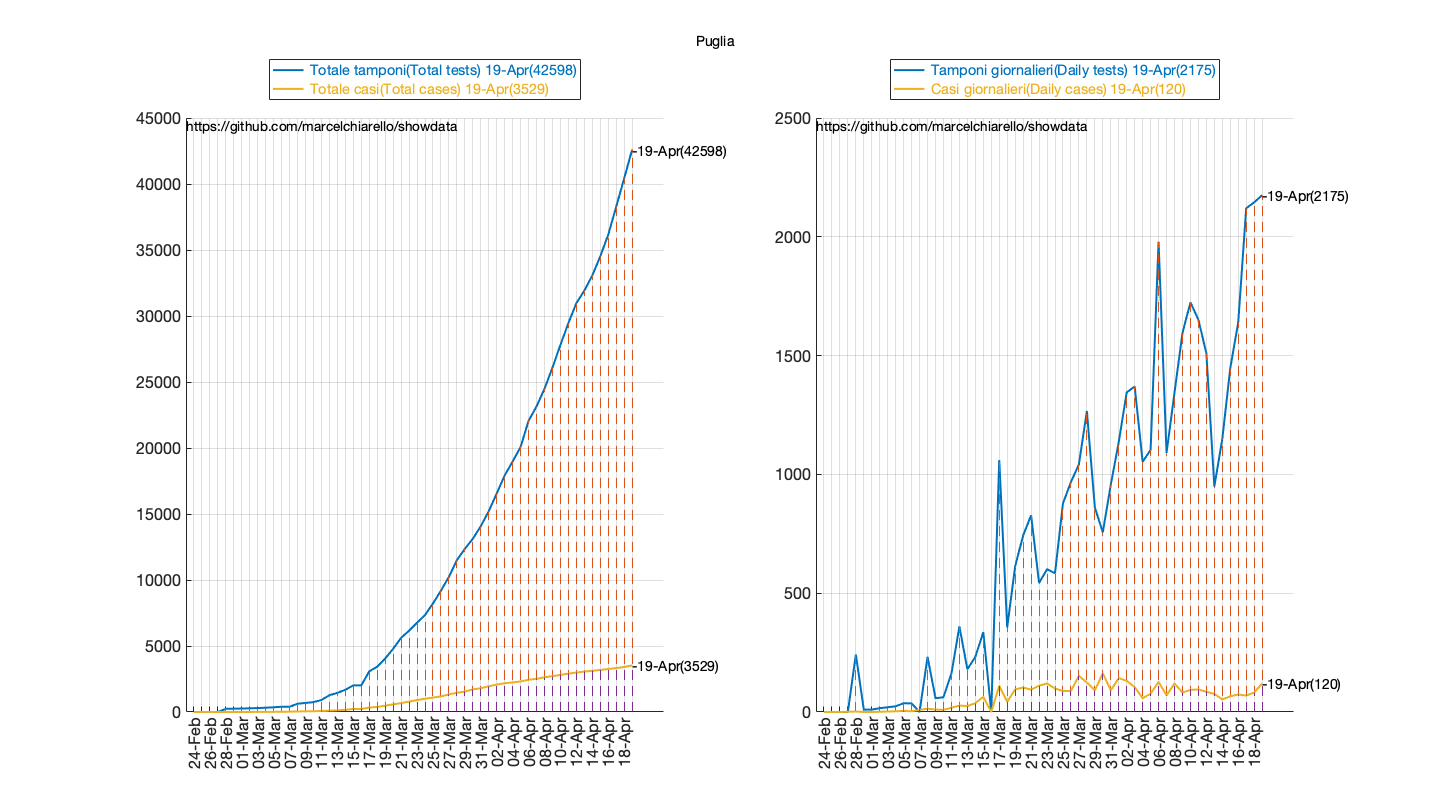 Puglia
Totale tamponi(Total tests) 19-Apr(42598)
Totale casi(Total cases) 19-Apr(3529)
45000
40000
35000
30000
25000
20000
15000
10000
5000
0
https://github.com/marcelchiarello/showdata
19-Apr(42598)
19-Apr(3529)
24-Feb
26-Feb
28-Feb
01-Mar
03-Mar
05-Mar
07-Mar
09-Mar
11-Mar
13-Mar
15-Mar
17-Mar
19-Mar
21-Mar
23-Mar
25-Mar
27-Mar
29-Mar
31-Mar
02-Apr
04-Apr
06-Apr
08-Apr
10-Apr
12-Apr
14-Apr
16-Apr
18-Apr
Tamponi giornalieri(Daily tests) 19-Apr(2175)
Casi giornalieri(Daily cases) 19-Apr(120)
2500
2000
1500
1000
500
0
https://github.com/marcelchiarello/showdata
19-Apr(2175)
19-Apr(120)
24-Feb
26-Feb
28-Feb
01-Mar
03-Mar
05-Mar
07-Mar
09-Mar
11-Mar
13-Mar
15-Mar
17-Mar
19-Mar
21-Mar
23-Mar
25-Mar
27-Mar
29-Mar
31-Mar
02-Apr
04-Apr
06-Apr
08-Apr
10-Apr
12-Apr
14-Apr
16-Apr
18-Apr